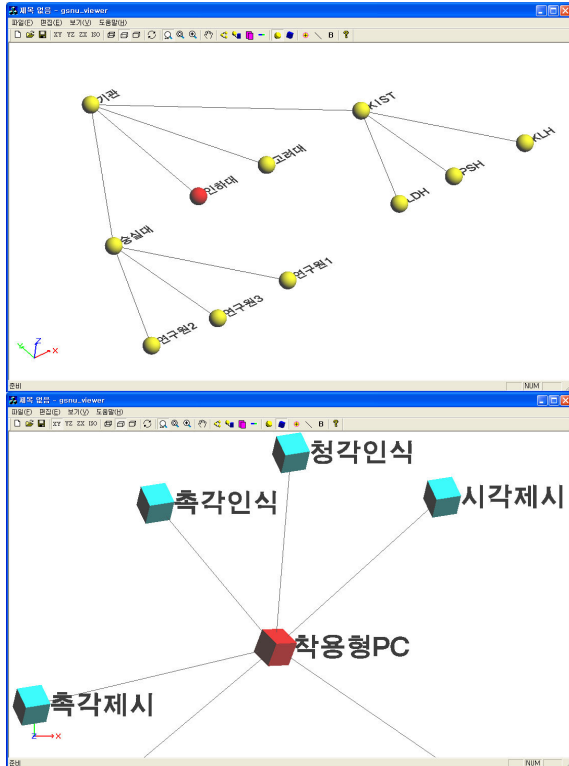 제목 없음 - gsnu_viewer
파일(F) 편집(E) 보기(V) 도움말(H)
XY YZ ZX ISO B ?
기관
KIST
KLH
고려대
PSH
인하대
LDH
숭실대
연구원1
연구원3
연구원2
Z
Y X
준비 NUM
제목 없음 - gsnu_viewer
파일(F) 편집(E) 보기(V) 도움말(H)
XY YZ ZX ISO B ?
청각인식
촉각인식
시각제시
착용형PC
촉각제시
Z X
준비 NUM